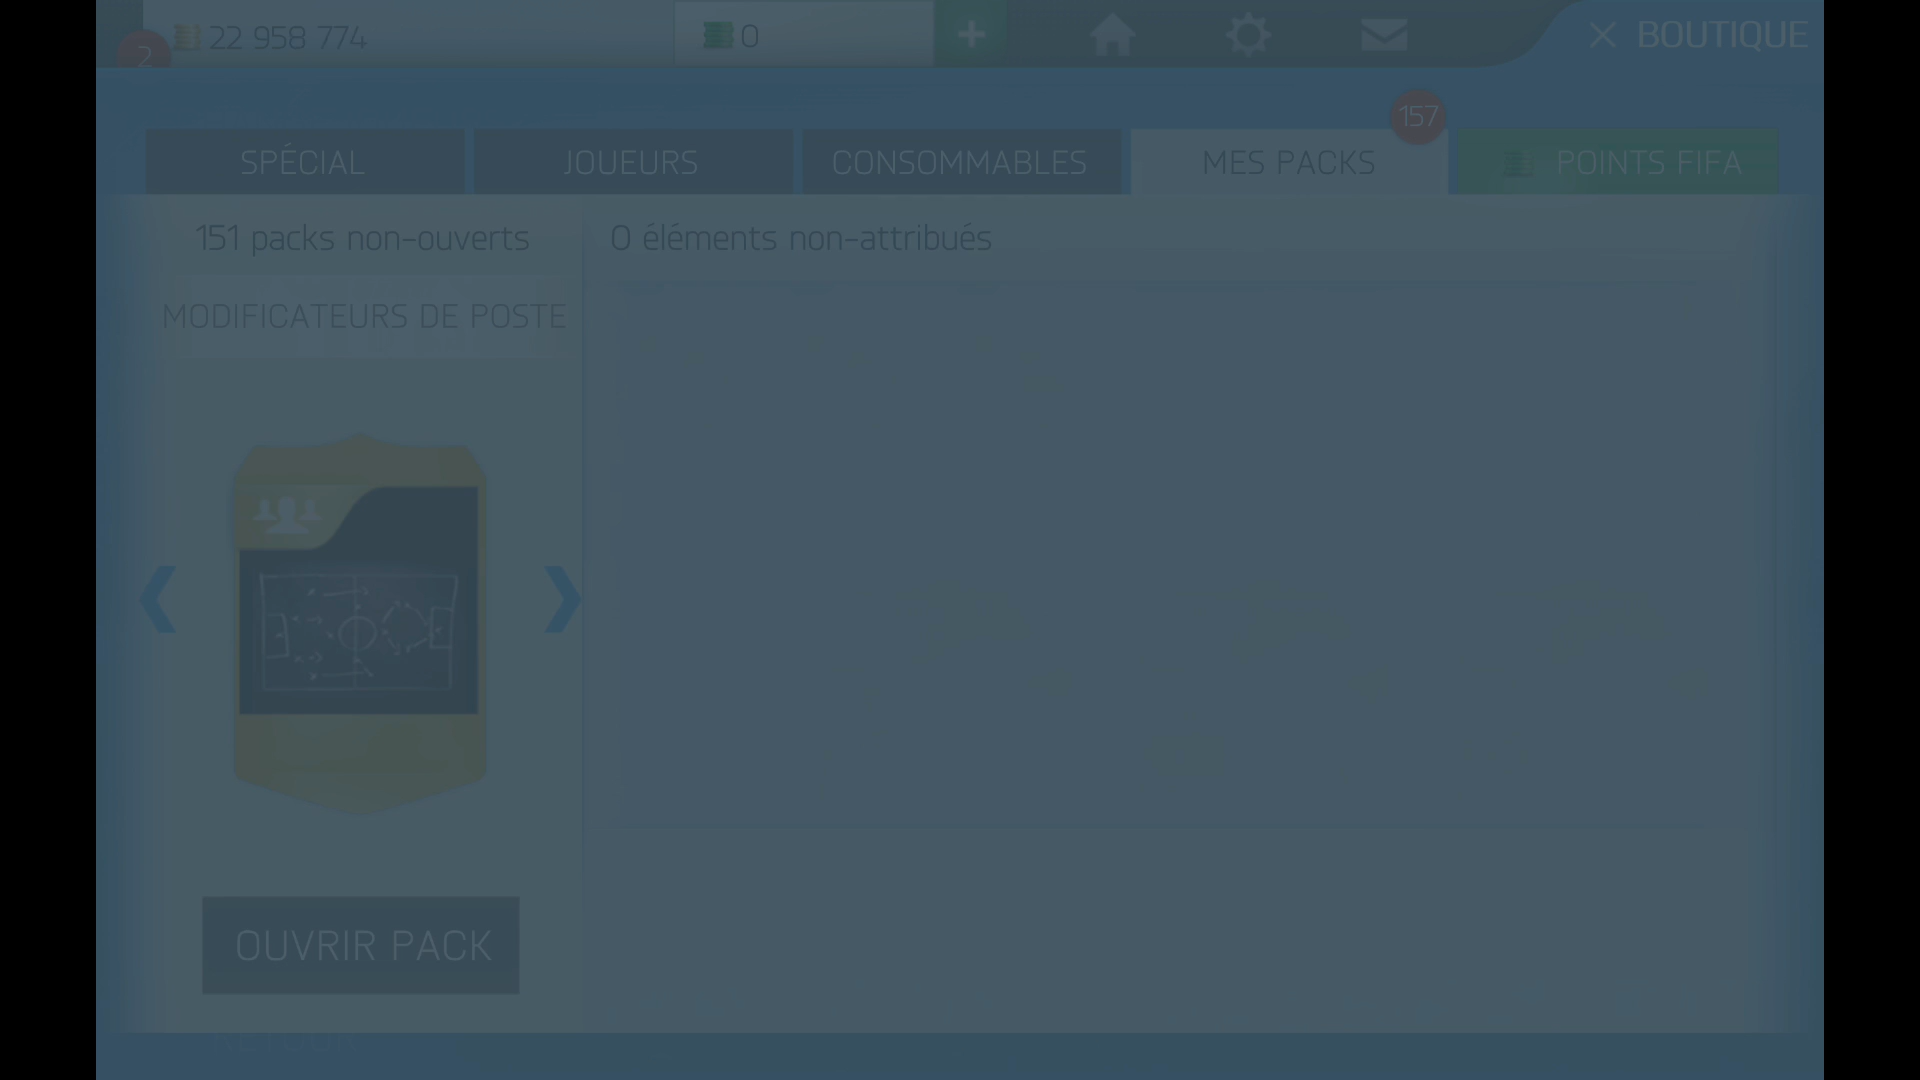 22 958 774
0
BOUTIQUE
2
157
SPÉCIAL
JOUEURS
CONSOMMABLES
MES PACKS
POINTS FIFA
151 packs non-ouverts
0 éléments non-attribués
MODIFICATEURS DE POSTE
OUVRIR PACK
RETOUR